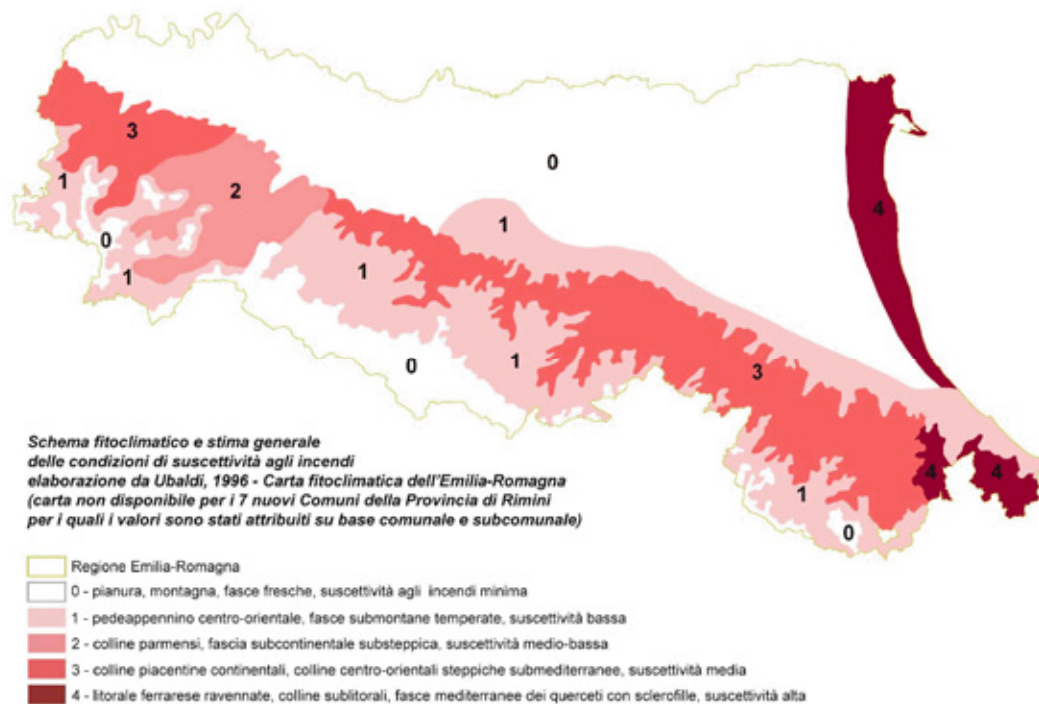 0
3
1
2
4
1
0
1
1
1
0
3
4
4
1
0
Schema fitoclimatico e stima generale
delle condizioni di suscettività agli incendi
elaborazione da Ubaldi, 1996 - Carta fitoclimatica dell'Emilia-Romagna
(carta non disponibile per i 7 nuovi Comuni della Provincia di Rimini
per i quali i valori sono stati attribuiti su base comunale e subcomunale)
Regione Emilia-Romagna
0 - pianura, montagna, fasce fresche, suscettività agli incendi minima
1 - pedeappennino centro-orientale, fasce submontane temperate, suscettività bassa
2 - colline parmensi, fascia subcontinentale substeppica, suscettività medio-bassa
3 - colline piacentine continentali, colline centro-orientali steppiche submediterranee, suscettività media
4 - litorale ferrarese ravennate, colline sublitorali, fasce mediterranee dei querceti con sclerofille, suscettività alta